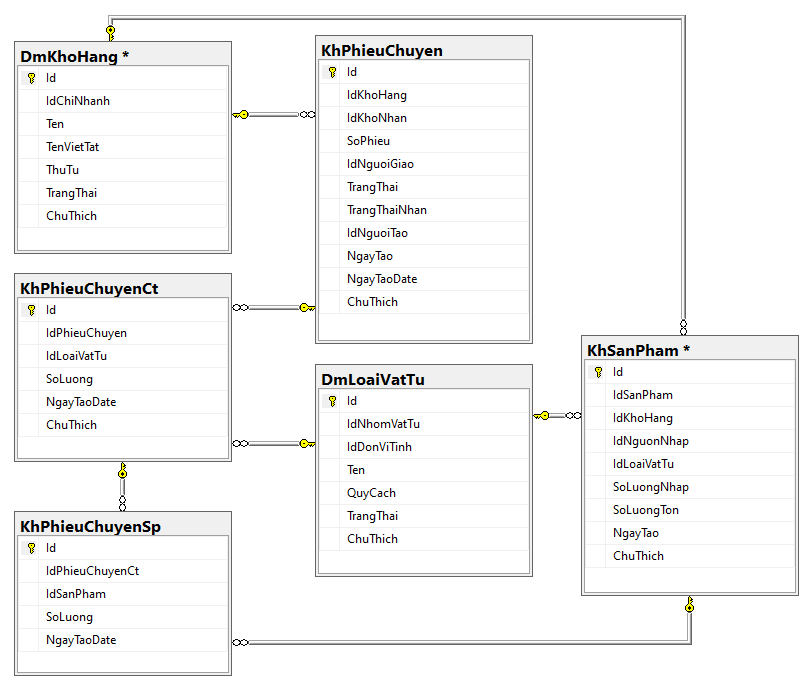 DmKhoHang *
Id
IdChiNhanh
Ten
TenVietTat
ThuTu
TrangThai
ChuThich
KhPhieuChuyen
Id
IdKhoHang
IdKhoNhan
SoPhieu
IdNguoiGiao
TrangThai
TrangThaiNhan
IdNguoiTao
NgayTao
NgayTaoDate
ChuThich
KhPhieuChuyenCt
Id
IdPhieuChuyen
IdLoaiVatTu
SoLuong
NgayTaoDate
ChuThich
DmLoaiVatTu
Id
IdNhomVatTu
IdDonViTinh
Ten
QuyCach
TrangThai
ChuThich
KhSanPham *
Id
IdSanPham
IdKhoHang
IdNguonNhap
IdLoaiVatTu
SoLuongNhap
SoLuongTon
NgayTao
ChuThich
KhPhieuChuyenSp
Id
IdPhieuChuyenCt
IdSanPham
SoLuong
NgayTaoDate